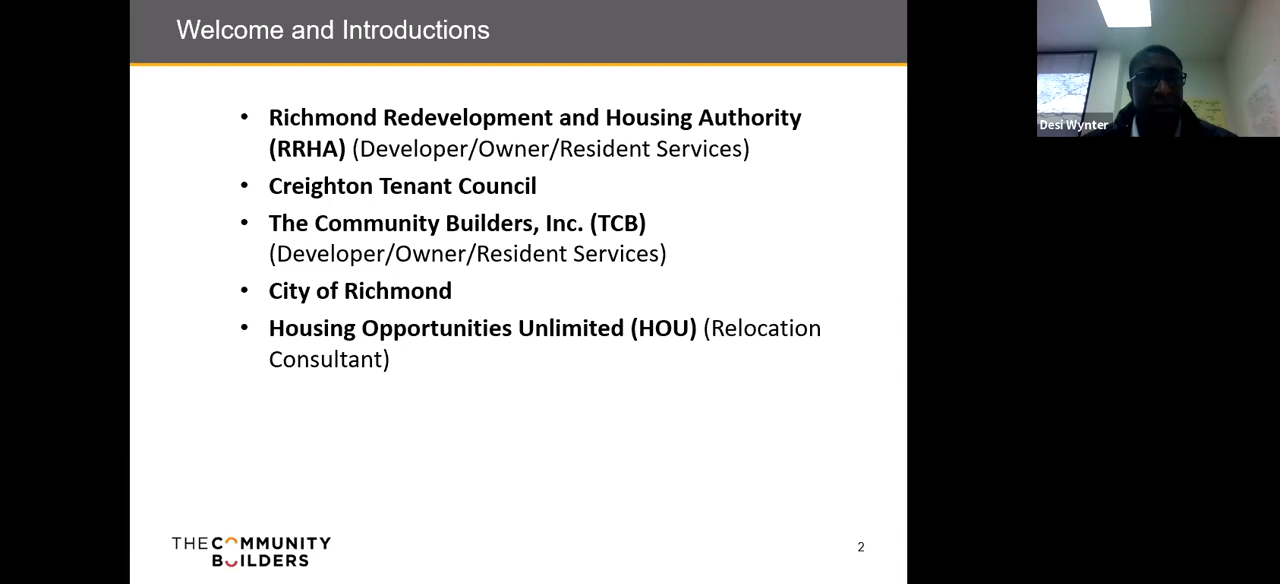 Welcome and Introductions
• Richmond Redevelopment and Housing Authority
(RRHA) (Developer/Owner/Resident Services)
• Creighton Tenant Council
• The Community Builders, Inc. (TCB)
(Developer/Owner/Resident Services)
• City of Richmond
• Housing Opportunities Unlimited (HOU) (Relocation
Consultant)
THE COMMUNITY
BUILDERS
2
Desi Wynter